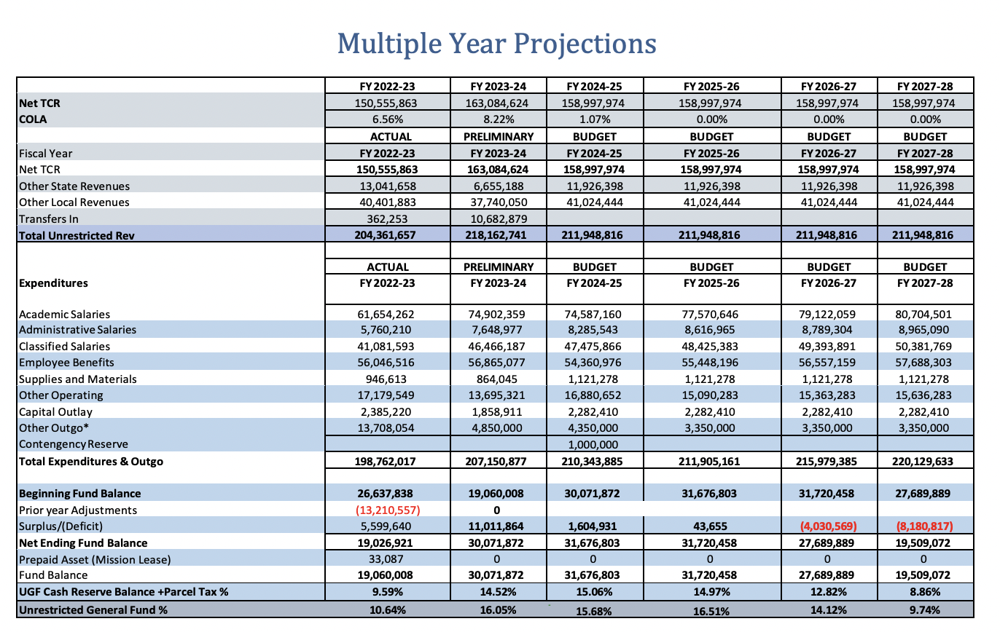 Multiple Year Projections
FY 2022-23 FY 2023-24 FY 2024-25 FY 2025-26 FY 2026-27 FY 2027-28
Net TCR 150,555,863 163,084,624 158,997,974 158,997,974 158,997,974 158,997,974
COLA 6.56% 8.22% 1.07% 0.00% 0.00% 0.00%
ACTUAL PRELIMINARY BUDGET BUDGET BUDGET BUDGET
Fiscal Year FY 2022-23 FY 2023-24 FY 2024-25 FY 2025-26 FY 2026-27 FY 2027-28
Net TCR 150,555,863 163,084,624 158,997,974 158,997,974 158,997,974 158,997,974
Other State Revenues 13,041,658 6,655,188 11,926,398 11,926,398 11,926,398 11,926,398
Other Local Revenues 40,401,883 37,740,050 41,024,444 41,024,444 41,024,444 41,024,444
Transfers In 362,253 10,682,879
Total Unrestricted Rev 204,361,657 218,162,741 211,948,816 211,948,816 211,948,816 211,948,816
ACTUAL PRELIMINARY BUDGET BUDGET BUDGET BUDGET
Expenditures FY 2022-23 FY 2023-24 FY 2024-25 FY 2025-26 FY 2026-27 FY 2027-28
Academic Salaries 61,654,262 74,902,359 74,587,160 77,570,646 79,122,059 80,704,501
Administrative Salaries 5,760,210 7,648,977 8,285,543 8,616,965 8,789,304 8,965,090
Classified Salaries 41,081,593 46,466,187 47,475,866 48,425,383 49,393,891 50,381,769
Employee Benefits 56,046,516 56,865,077 54,360,976 55,448,196 56,557,159 57,688,303
Supplies and Materials 946,613 864,045 1,121,278 1,121,278 1,121,278 1,121,278
Other Operating 17,179,549 13,695,321 16,880,652 15,090,283 15,363,283 15,636,283
Capital Outlay 2,385,220 1,858,911 2,282,410 2,282,410 2,282,410 2,282,410
Other Outgo* 13,708,054 4,850,000 4,350,000 3,350,000 3,350,000 3,350,000
Contengency Reserve 1,000,000
Total Expenditures & Outgo 198,762,017 207,150,877 210,343,885 211,905,161 215,979,385 220,129,633
Beginning Fund Balance 26,637,838 19,060,008 30,071,872 31,676,803 31,720,458 27,689,889
Prior year Adjustments (13,210,557) 0
Surplus/(Deficit) 5,599,640 11,011,864 1,604,931 43,655 (4,030,569) (8,180,817)
Net Ending Fund Balance 19,026,921 30,071,872 31,676,803 31,720,458 27,689,889 19,509,072
Prepaid Asset (Mission Lease) 33,087 0 0 0 0 0
Fund Balance 19,060,008 30,071,872 31,676,803 31,720,458 27,689,889 19,509,072
UGF Cash Reserve Balance +Parcel Tax % 9.59% 14.52% 15.06% 14.97% 12.82% 8.86%
Unrestricted General Fund % 10.64% 16.05% 15.68% 16.51% 14.12% 9.74%